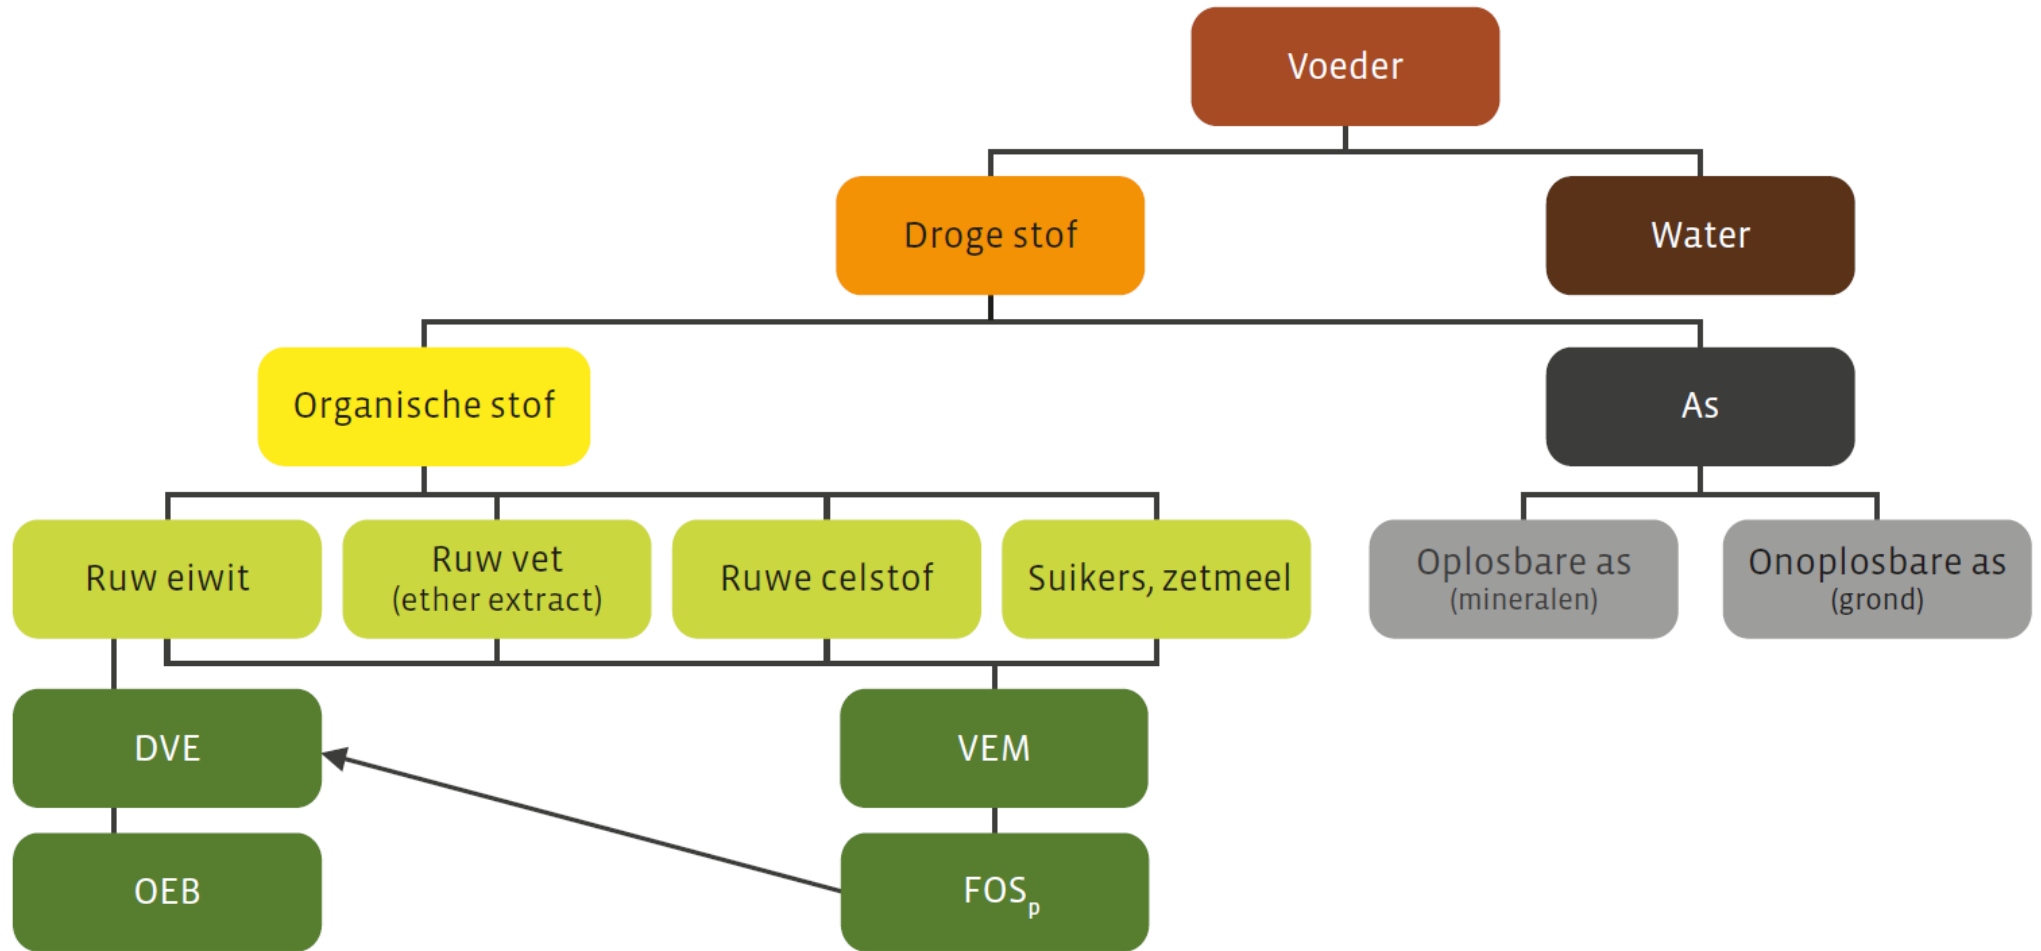 Voeder
Droge stof
Water
Organische stof
As
Ruw eiwit
Ruw vet
(ether extract)
Ruwe celstof
Suikers, zetmeel
Oplosbare as
(mineralen)
Onoplosbare as
(grond)
DVE
VEM
OEB
FOSp